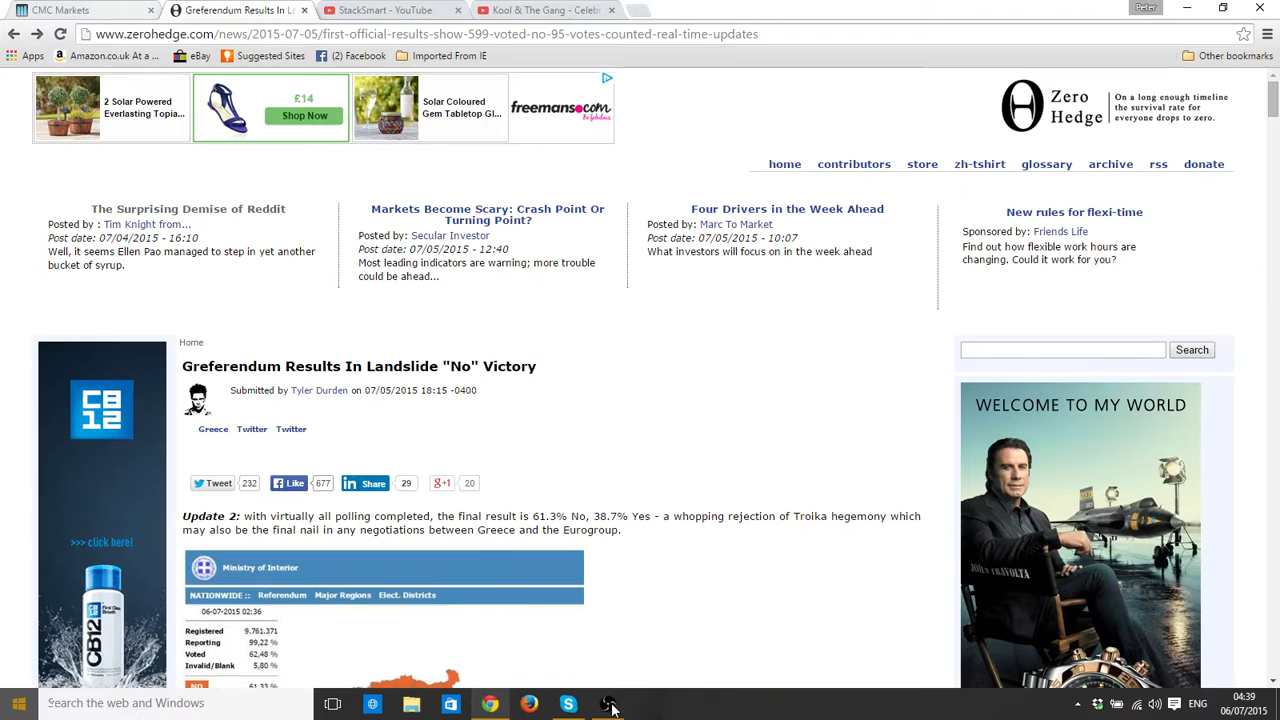 CMC Markets
Greferendum Results In La
StackSmart - YouTube
Kool & The Gang - Celebr
Peter
www.zerohedge.com/news/2015-07-05/first-official-results-show-599-voted-no-95-votes-counted-real-time-updates
Apps
Amazon.co.uk At a ...
eBay
Suggested Sites
(2) Facebook
Imported From IE
Other bookmarks
2 Solar Powered
Everlasting Topia...
£14
Shop Now
Solar Coloured
Gem Tabletop Gl...
freemans.com
Be fabulous
Zero
Hedge
On a long enough timeline
the survival rate for
everyone drops to zero.
home contributors store zh-tshirt glossary archive rss donate
The Surprising Demise of Reddit
Posted by : Tim Knight from...
Post date: 07/04/2015 - 16:10
Well, it seems Ellen Pao managed to step in yet another
bucket of syrup.
Markets Become Scary: Crash Point Or
Turning Point?
Posted by: Secular Investor
Post date: 07/05/2015 - 12:40
Most leading indicators are warning; more trouble
could be ahead...
Four Drivers in the Week Ahead
Posted by: Marc To Market
Post date: 07/05/2015 - 10:07
What investors will focus on in the week ahead
New rules for flexi-time
Sponsored by: Friends Life
Find out how flexible work hours are
changing. Could it work for you?
Home
Greferendum Results In Landslide "No" Victory
Submitted by Tyler Durden on 07/05/2015 18:15 -0400
Greece Twitter Twitter
Tweet 232 Like 677 Share 29 +1 20
Update 2: with virtually all polling completed, the final result is 61.3% No, 38.7% Yes - a whopping rejection of Troika hegemony which
may also be the final nail in any negotiations between Greece and the Eurogroup.
Ministry of Interior
NATIONWIDE :: Referendum Major Regions Elect. Districts
06-07-2015 02:36
Registered 9.761.371
Reporting 99,22 %
Voted 62,48 %
Invalid/Blank 5,80 %
NO 61,33 %
CB
12
>>> click here!
CB12
Search
WELCOME TO MY WORLD
JOHN TRAVOLTA
Search the web and Windows
ENG
04:39
06/07/2015